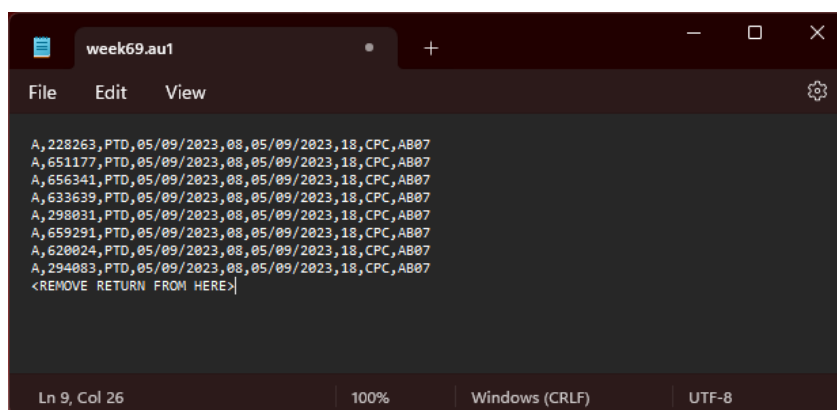 week69.au1
File Edit View
A,228263,PTD,05/09/2023,08,05/09/2023,18,CPC,AB07
A,651177,PTD,05/09/2023,08,05/09/2023,18,CPC,AB07
A,656341,PTD,05/09/2023,08,05/09/2023,18,CPC,AB07
A,633639,PTD,05/09/2023,08,05/09/2023,18,CPC,AB07
A,298031,PTD,05/09/2023,08,05/09/2023,18,CPC,AB07
A,659291,PTD,05/09/2023,08,05/09/2023,18,CPC,AB07
A,620024,PTD,05/09/2023,08,05/09/2023,18,CPC,AB07
A,294083,PTD,05/09/2023,08,05/09/2023,18,CPC,AB07
<REMOVE RETURN FROM HERE>
Ln 9, Col 26 100% Windows (CRLF) UTF-8